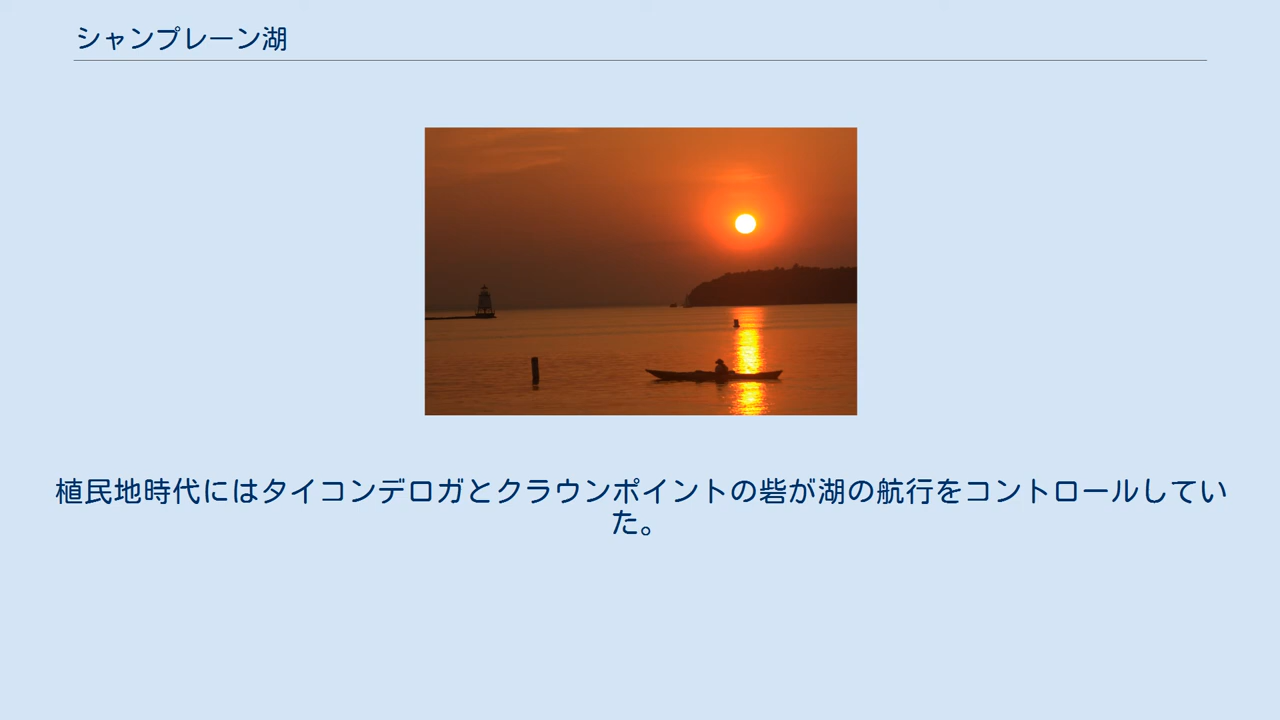 シャンプレーン湖
植民地時代にはタイコンデロガとクラウンポイントの砦が湖の航行をコントロールしてい
た。